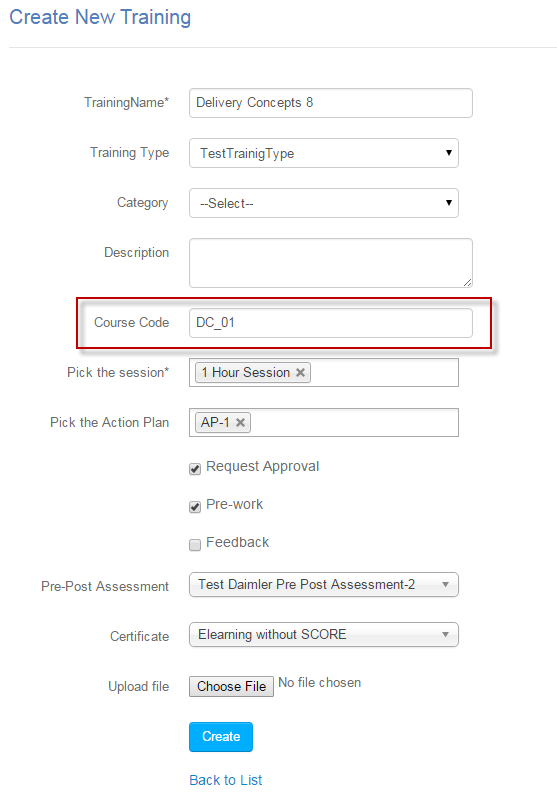 Create New Training
TrainingName* Delivery Concepts 8
Training Type TestTrainigType
Category --Select--
Description
Course Code DC_01
Pick the session* 1 Hour Session
Pick the Action Plan AP-1
Request Approval
Pre-work
Feedback
Pre-Post Assessment Test Daimler Pre Post Assessment-2
Certificate Elearning without SCORE
Upload file Choose File No file chosen
Create
Back to List